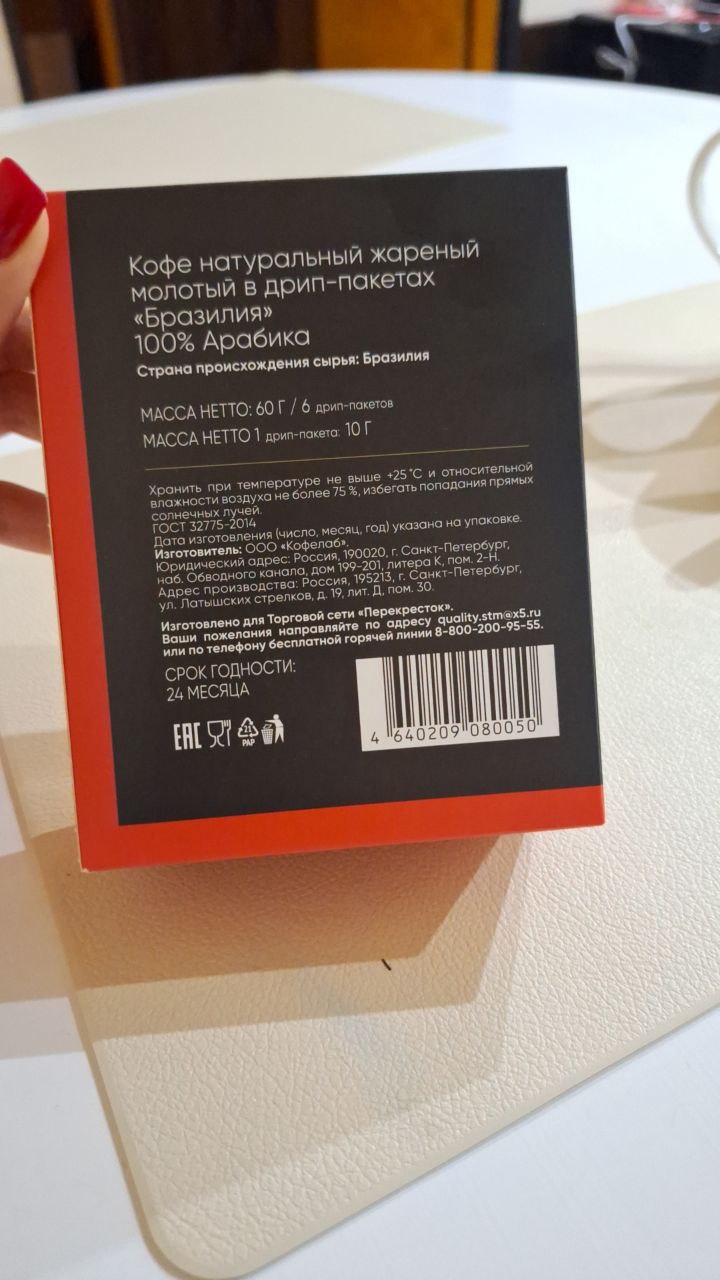 Кофе натуральный жареный
молотый в дрип-пакетах
«Бразилия»
100% Арабика
Страна происхождения сырья: Бразилия
МАССА НЕТТО: 60 Г / 6 дрип-пакетов
МАССА НЕТТО 1 дрип-пакета: 10 Г
Хранить при температуре не выше +25 °С и относительной
влажности воздуха не более 75 %, избегать попадания прямых
солнечных лучей.
ГОСТ 32775-2014
Дата изготовления (число, месяц, год) указана на упаковке.
Изготовитель: ООО «Кофелаб».
Юридический адрес: Россия, 190020, г. Санкт-Петербург,
наб. Обводного канала, дом 199-201, литера К, пом. 2-Н.
Адрес производства: Россия, 195213, г. Санкт-Петербург,
ул. Латышских стрелков, д. 19, лит. Д, пом. 30.
Изготовлено для Торговой сети «Перекресток».
Ваши пожелания направляйте по адресу quality.stm@x5.ru
или по телефону бесплатной горячей линии 8-800-200-95-55.
СРОК ГОДНОСТИ:
24 МЕСЯЦА
EAC
21
PAP
4 640209 080050